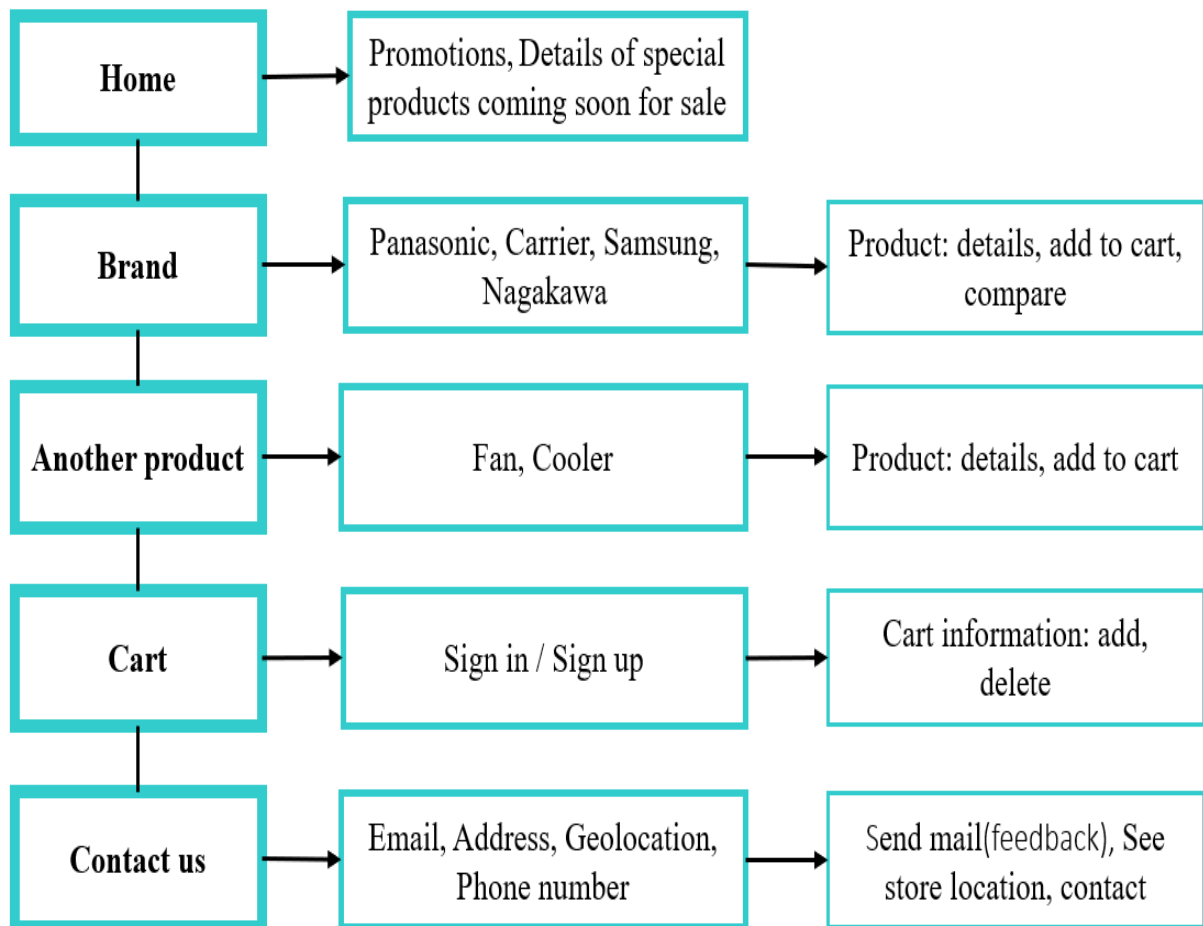 Home
Promotions, Details of special
products coming soon for sale
Brand
Panasonic, Carrier, Samsung,
Nagakawa
Product: details, add to cart,
compare
Another product
Fan, Cooler
Product: details, add to cart
Cart
Sign in / Sign up
Cart information: add,
delete
Contact us
Email, Address, Geolocation,
Phone number
Send mail(feedback), See
store location, contact